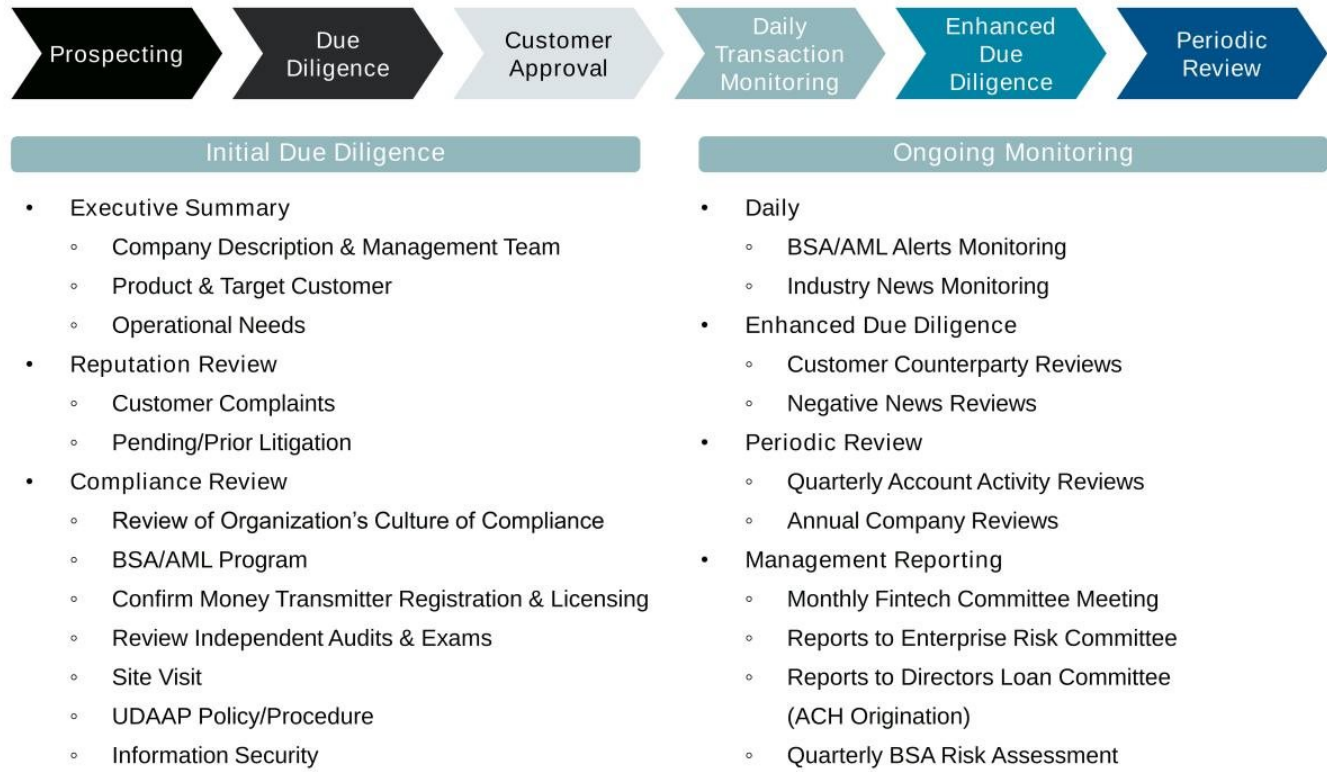 Prospecting
Due
Diligence
Customer
Approval
Daily
Transaction
Monitoring
Enhanced
Due
Diligence
Periodic
Review
Initial Due Diligence
• Executive Summary
◦ Company Description & Management Team
◦ Product & Target Customer
◦ Operational Needs
• Reputation Review
◦ Customer Complaints
◦ Pending/Prior Litigation
• Compliance Review
◦ Review of Organization’s Culture of Compliance
◦ BSA/AML Program
◦ Confirm Money Transmitter Registration & Licensing
◦ Review Independent Audits & Exams
◦ Site Visit
◦ UDAAP Policy/Procedure
◦ Information Security
Ongoing Monitoring
• Daily
◦ BSA/AML Alerts Monitoring
◦ Industry News Monitoring
• Enhanced Due Diligence
◦ Customer Counterparty Reviews
◦ Negative News Reviews
• Periodic Review
◦ Quarterly Account Activity Reviews
◦ Annual Company Reviews
• Management Reporting
◦ Monthly Fintech Committee Meeting
◦ Reports to Enterprise Risk Committee
◦ Reports to Directors Loan Committee
(ACH Origination)
◦ Quarterly BSA Risk Assessment